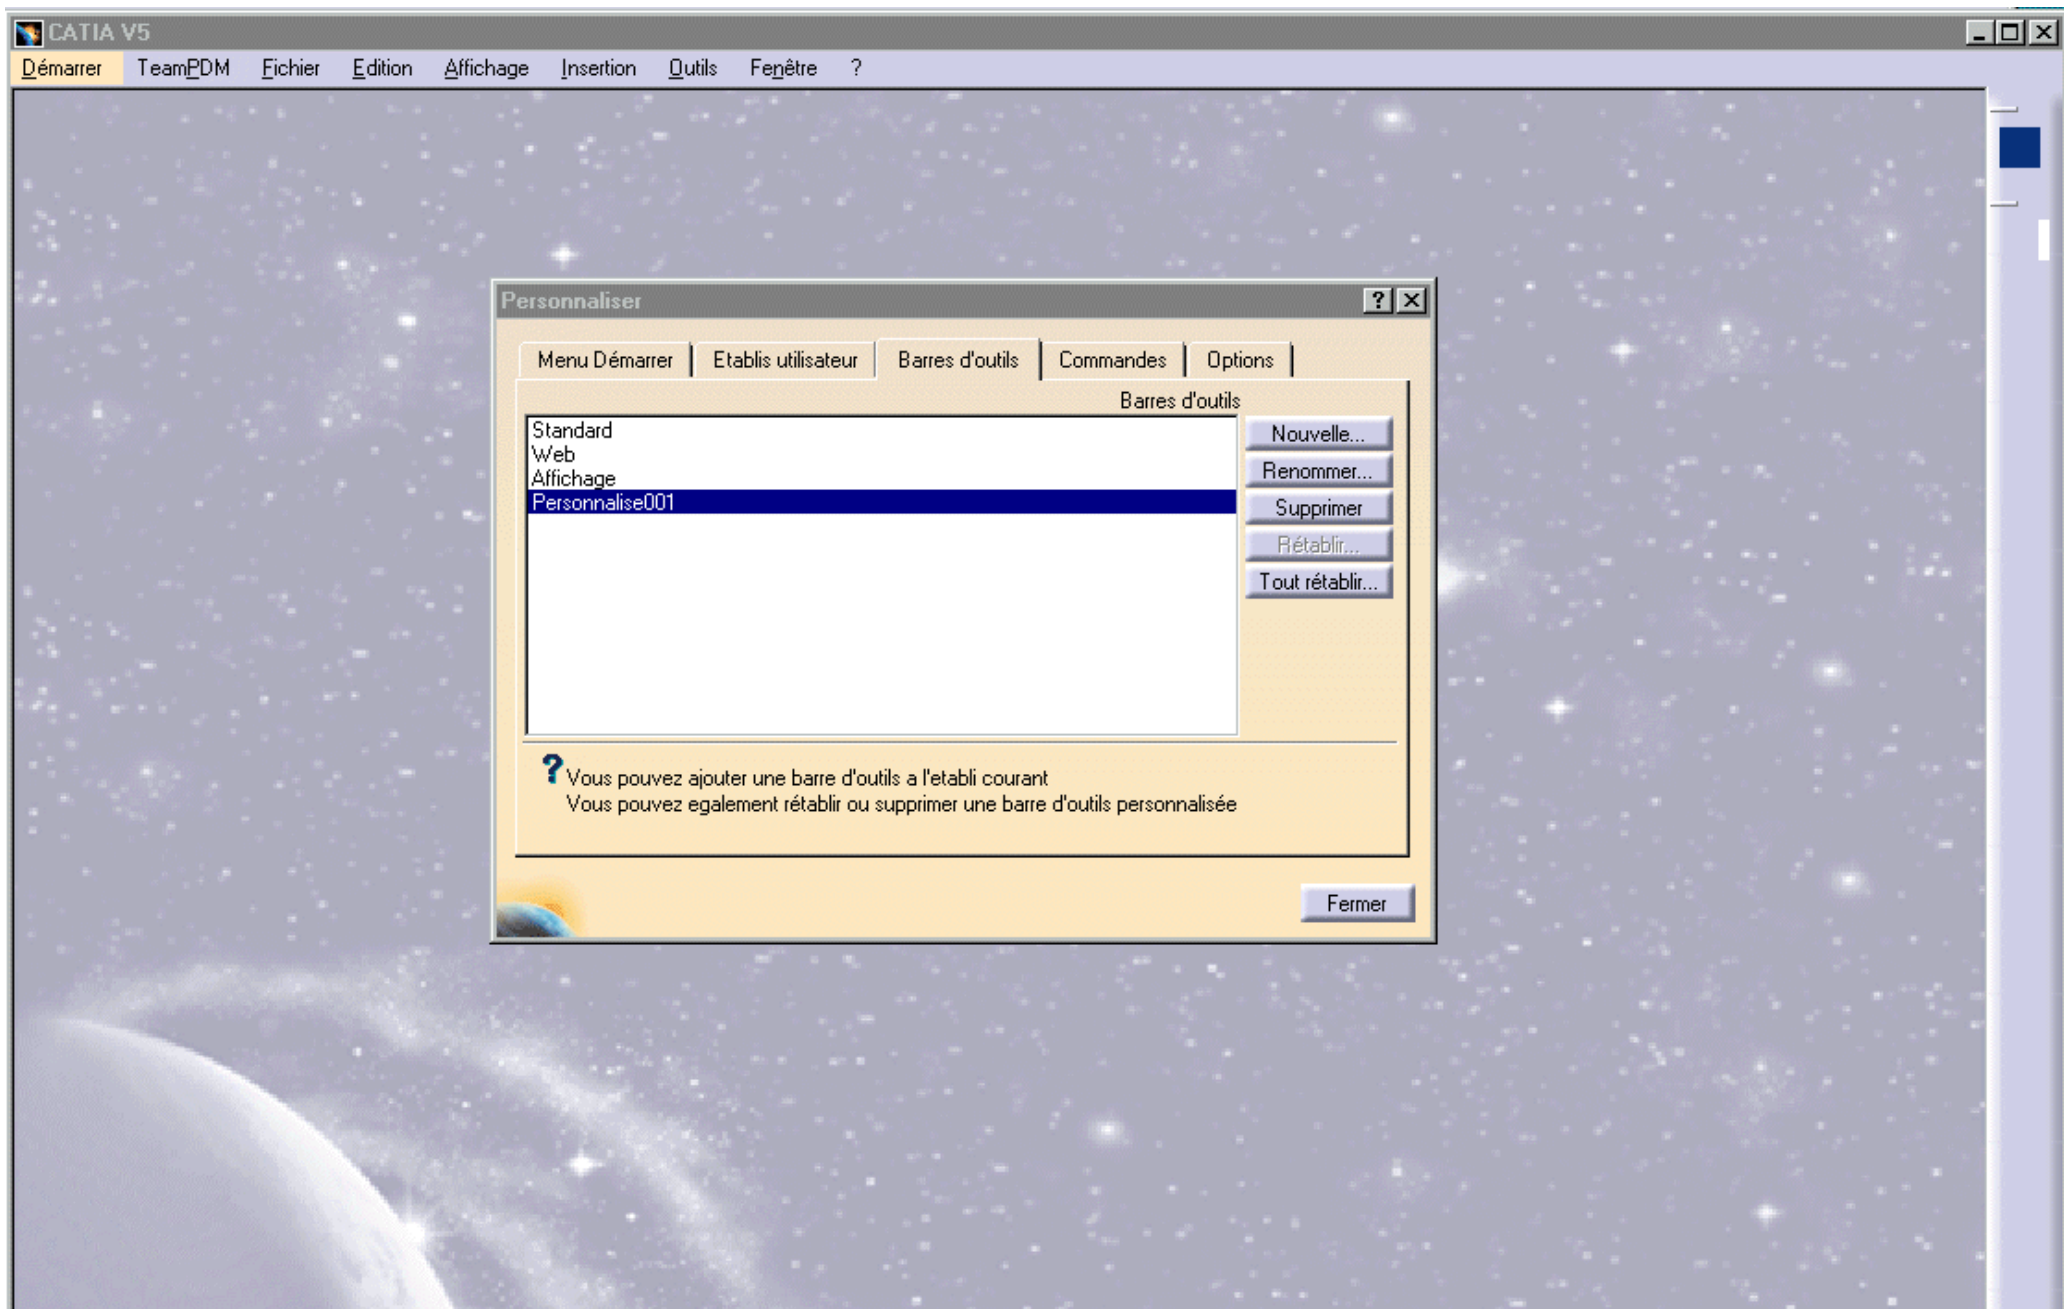 CATIA V5
Démarrer TeamPDM Fichier Edition Affichage Insertion Outils Fenêtre ?
Personnaliser
Menu Démarrer Etablis utilisateur Barres d'outils Commandes Options
Barres d'outils
Standard
Web
Affichage
Personnalise001
Nouvelle...
Renommer...
Supprimer
Rétablir...
Tout rétablir...
Vous pouvez ajouter une barre d'outils a l'etabli courant
Vous pouvez egalement rétablir ou supprimer une barre d'outils personnalisée
Fermer